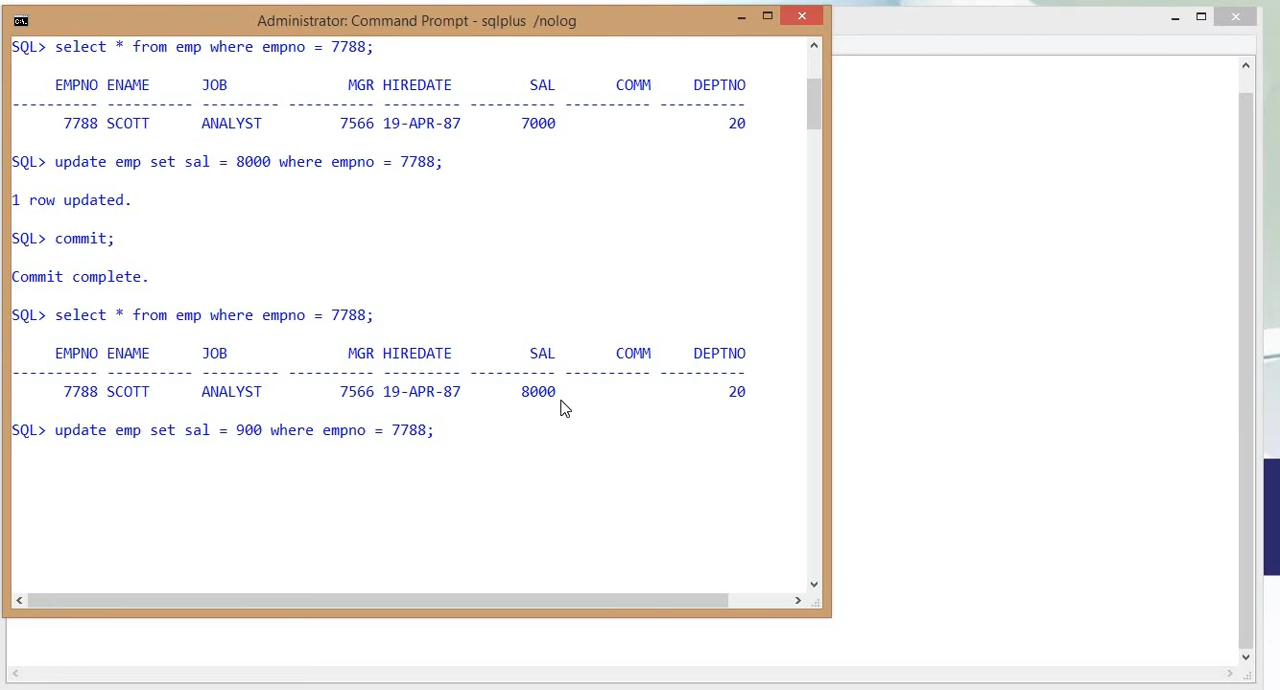 Administrator: Command Prompt - sqlplus  /nolog
SQL> select * from emp where empno = 7788;
     EMPNO ENAME      JOB              MGR HIREDATE         SAL       COMM     DEPTNO
---------- ---------- --------- ---------- --------- ---------- ---------- ----------
      7788 SCOTT      ANALYST         7566 19-APR-87       7000                    20
SQL> update emp set sal = 8000 where empno = 7788;
1 row updated.
SQL> commit;
Commit complete.
SQL> select * from emp where empno = 7788;
     EMPNO ENAME      JOB              MGR HIREDATE         SAL       COMM     DEPTNO
---------- ---------- --------- ---------- --------- ---------- ---------- ----------
      7788 SCOTT      ANALYST         7566 19-APR-87       8000                    20
SQL> update emp set sal = 900 where empno = 7788;